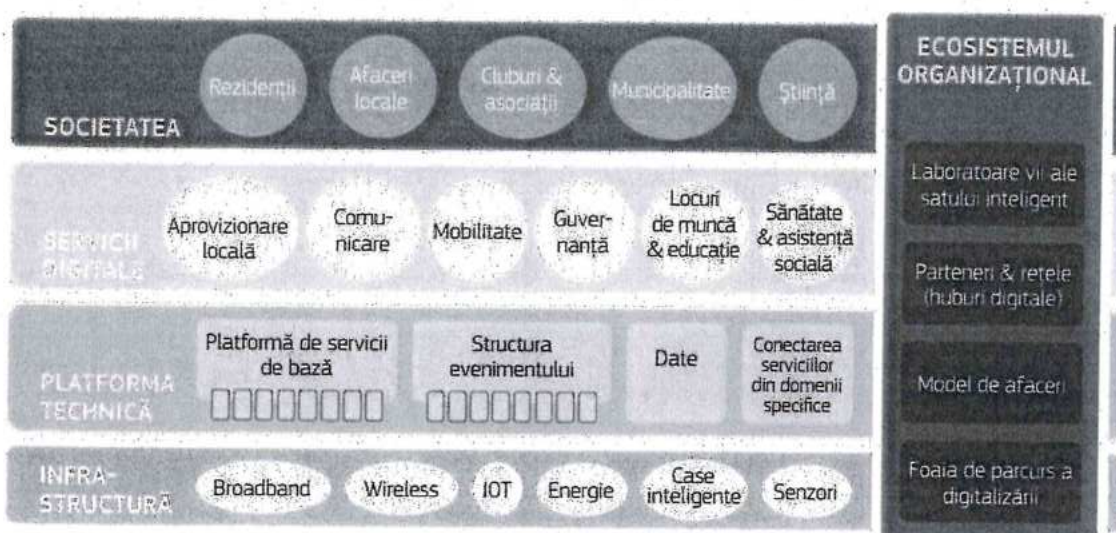 Rezidenții
Afaceri
locale
Cluburi &
asociații
Municipalitate
Știință
SOCIETATEA
Aprovizionare
locală
Comu-
nicare
Mobilitate
Guver-
nanță
Locuri
de muncă
& educație
Sănătate
& asistență
socială
SERVICII
DIGITALE
Platformă de servicii
de bază
Structura
evenimentului
Date
Conectarea
serviciilor
din domenii
specifice
PLATFORMA
TECHNICĂ
INFRA-
STRUCTURĂ
Broadband
Wireless
IOT
Energie
Case
inteligente
Senzori
ECOSISTEMUL
ORGANIZAȚIONAL
Laboratoare vii ale
satului inteligent
Parteneri & rețele
(huburi digitale)
Model de afaceri
Foaia de parcurs a
digitalizării